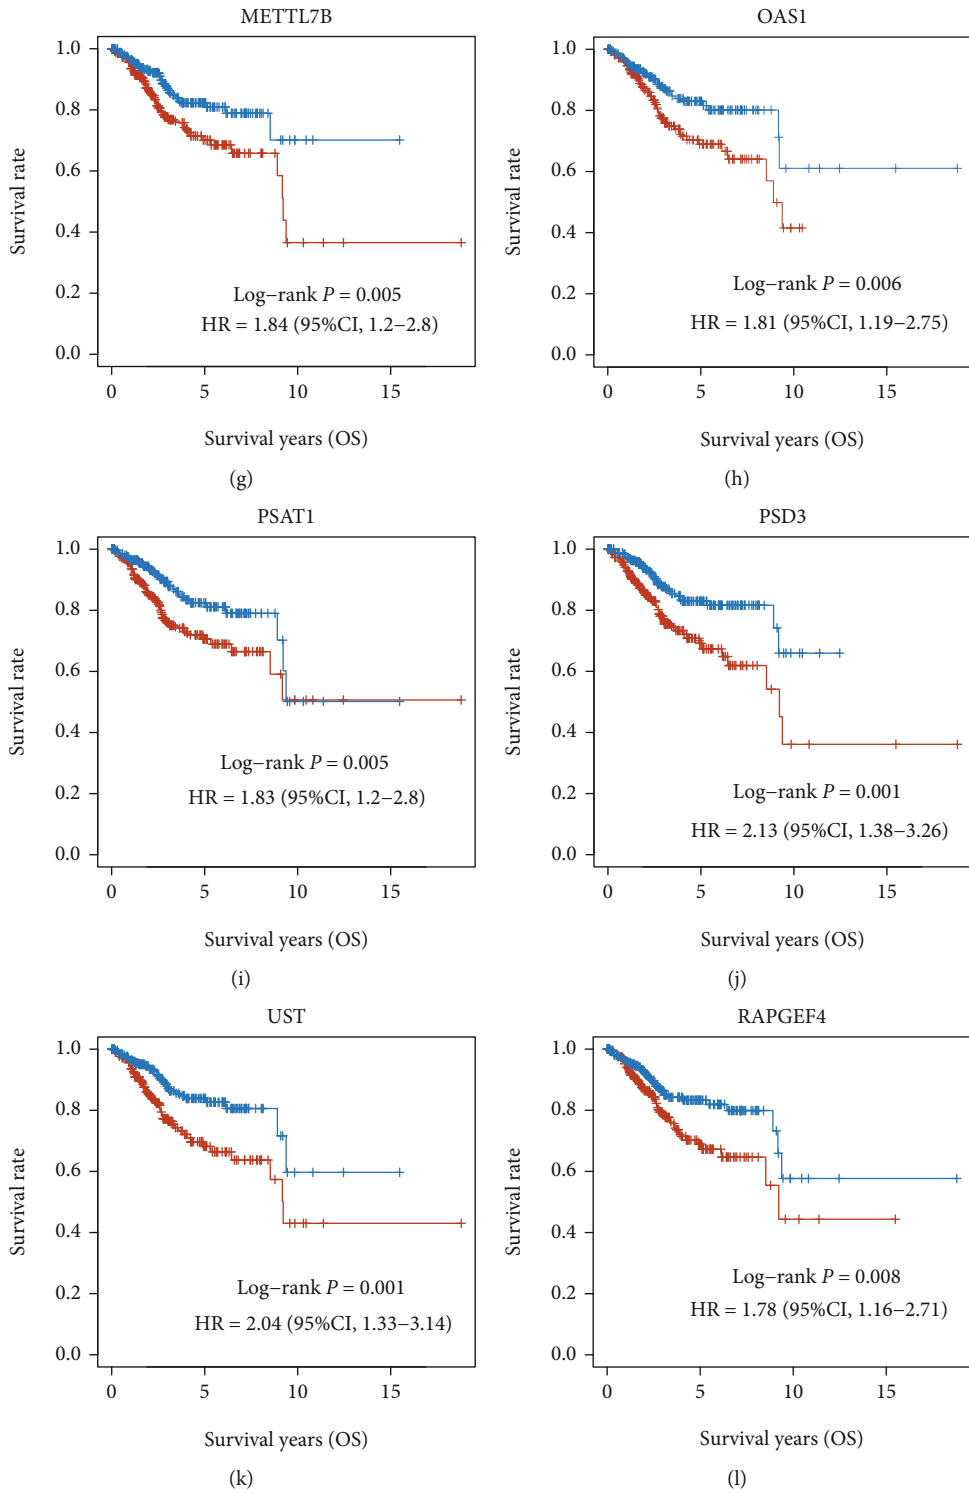 METTL7B
1.0
0.8
0.6
0.4
0.2
0.0
Survival rate
Log−rank P = 0.005
HR = 1.84 (95%CI, 1.2−2.8)
0 5 10 15
Survival years (OS)
(g)
OAS1
1.0
0.8
0.6
0.4
0.2
0.0
Survival rate
Log−rank P = 0.006
HR = 1.81 (95%CI, 1.19−2.75)
0 5 10 15
Survival years (OS)
(h)
PSAT1
1.0
0.8
0.6
0.4
0.2
0.0
Survival rate
Log−rank P = 0.005
HR = 1.83 (95%CI, 1.2−2.8)
0 5 10 15
Survival years (OS)
(i)
PSD3
1.0
0.8
0.6
0.4
0.2
0.0
Survival rate
Log−rank P = 0.001
HR = 2.13 (95%CI, 1.38−3.26)
0 5 10 15
Survival years (OS)
(j)
UST
1.0
0.8
0.6
0.4
0.2
0.0
Survival rate
Log−rank P = 0.001
HR = 2.04 (95%CI, 1.33−3.14)
0 5 10 15
Survival years (OS)
(k)
RAPGEF4
1.0
0.8
0.6
0.4
0.2
0.0
Survival rate
Log−rank P = 0.008
HR = 1.78 (95%CI, 1.16−2.71)
0 5 10 15
Survival years (OS)
(l)